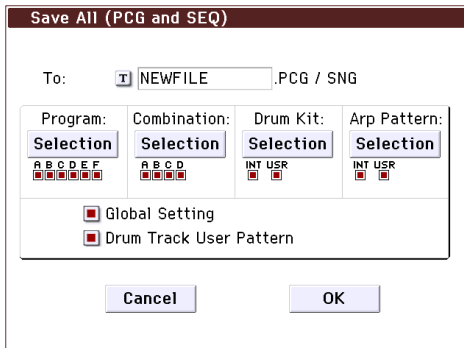 Save All (PCG and SEQ)
To: T NEWFILE .PCG / SNG
Program: Combination: Drum Kit: Arp Pattern:
Selection Selection Selection Selection
A B C D E F A B C D INT USR INT USR
Global Setting
Drum Track User Pattern
Cancel OK